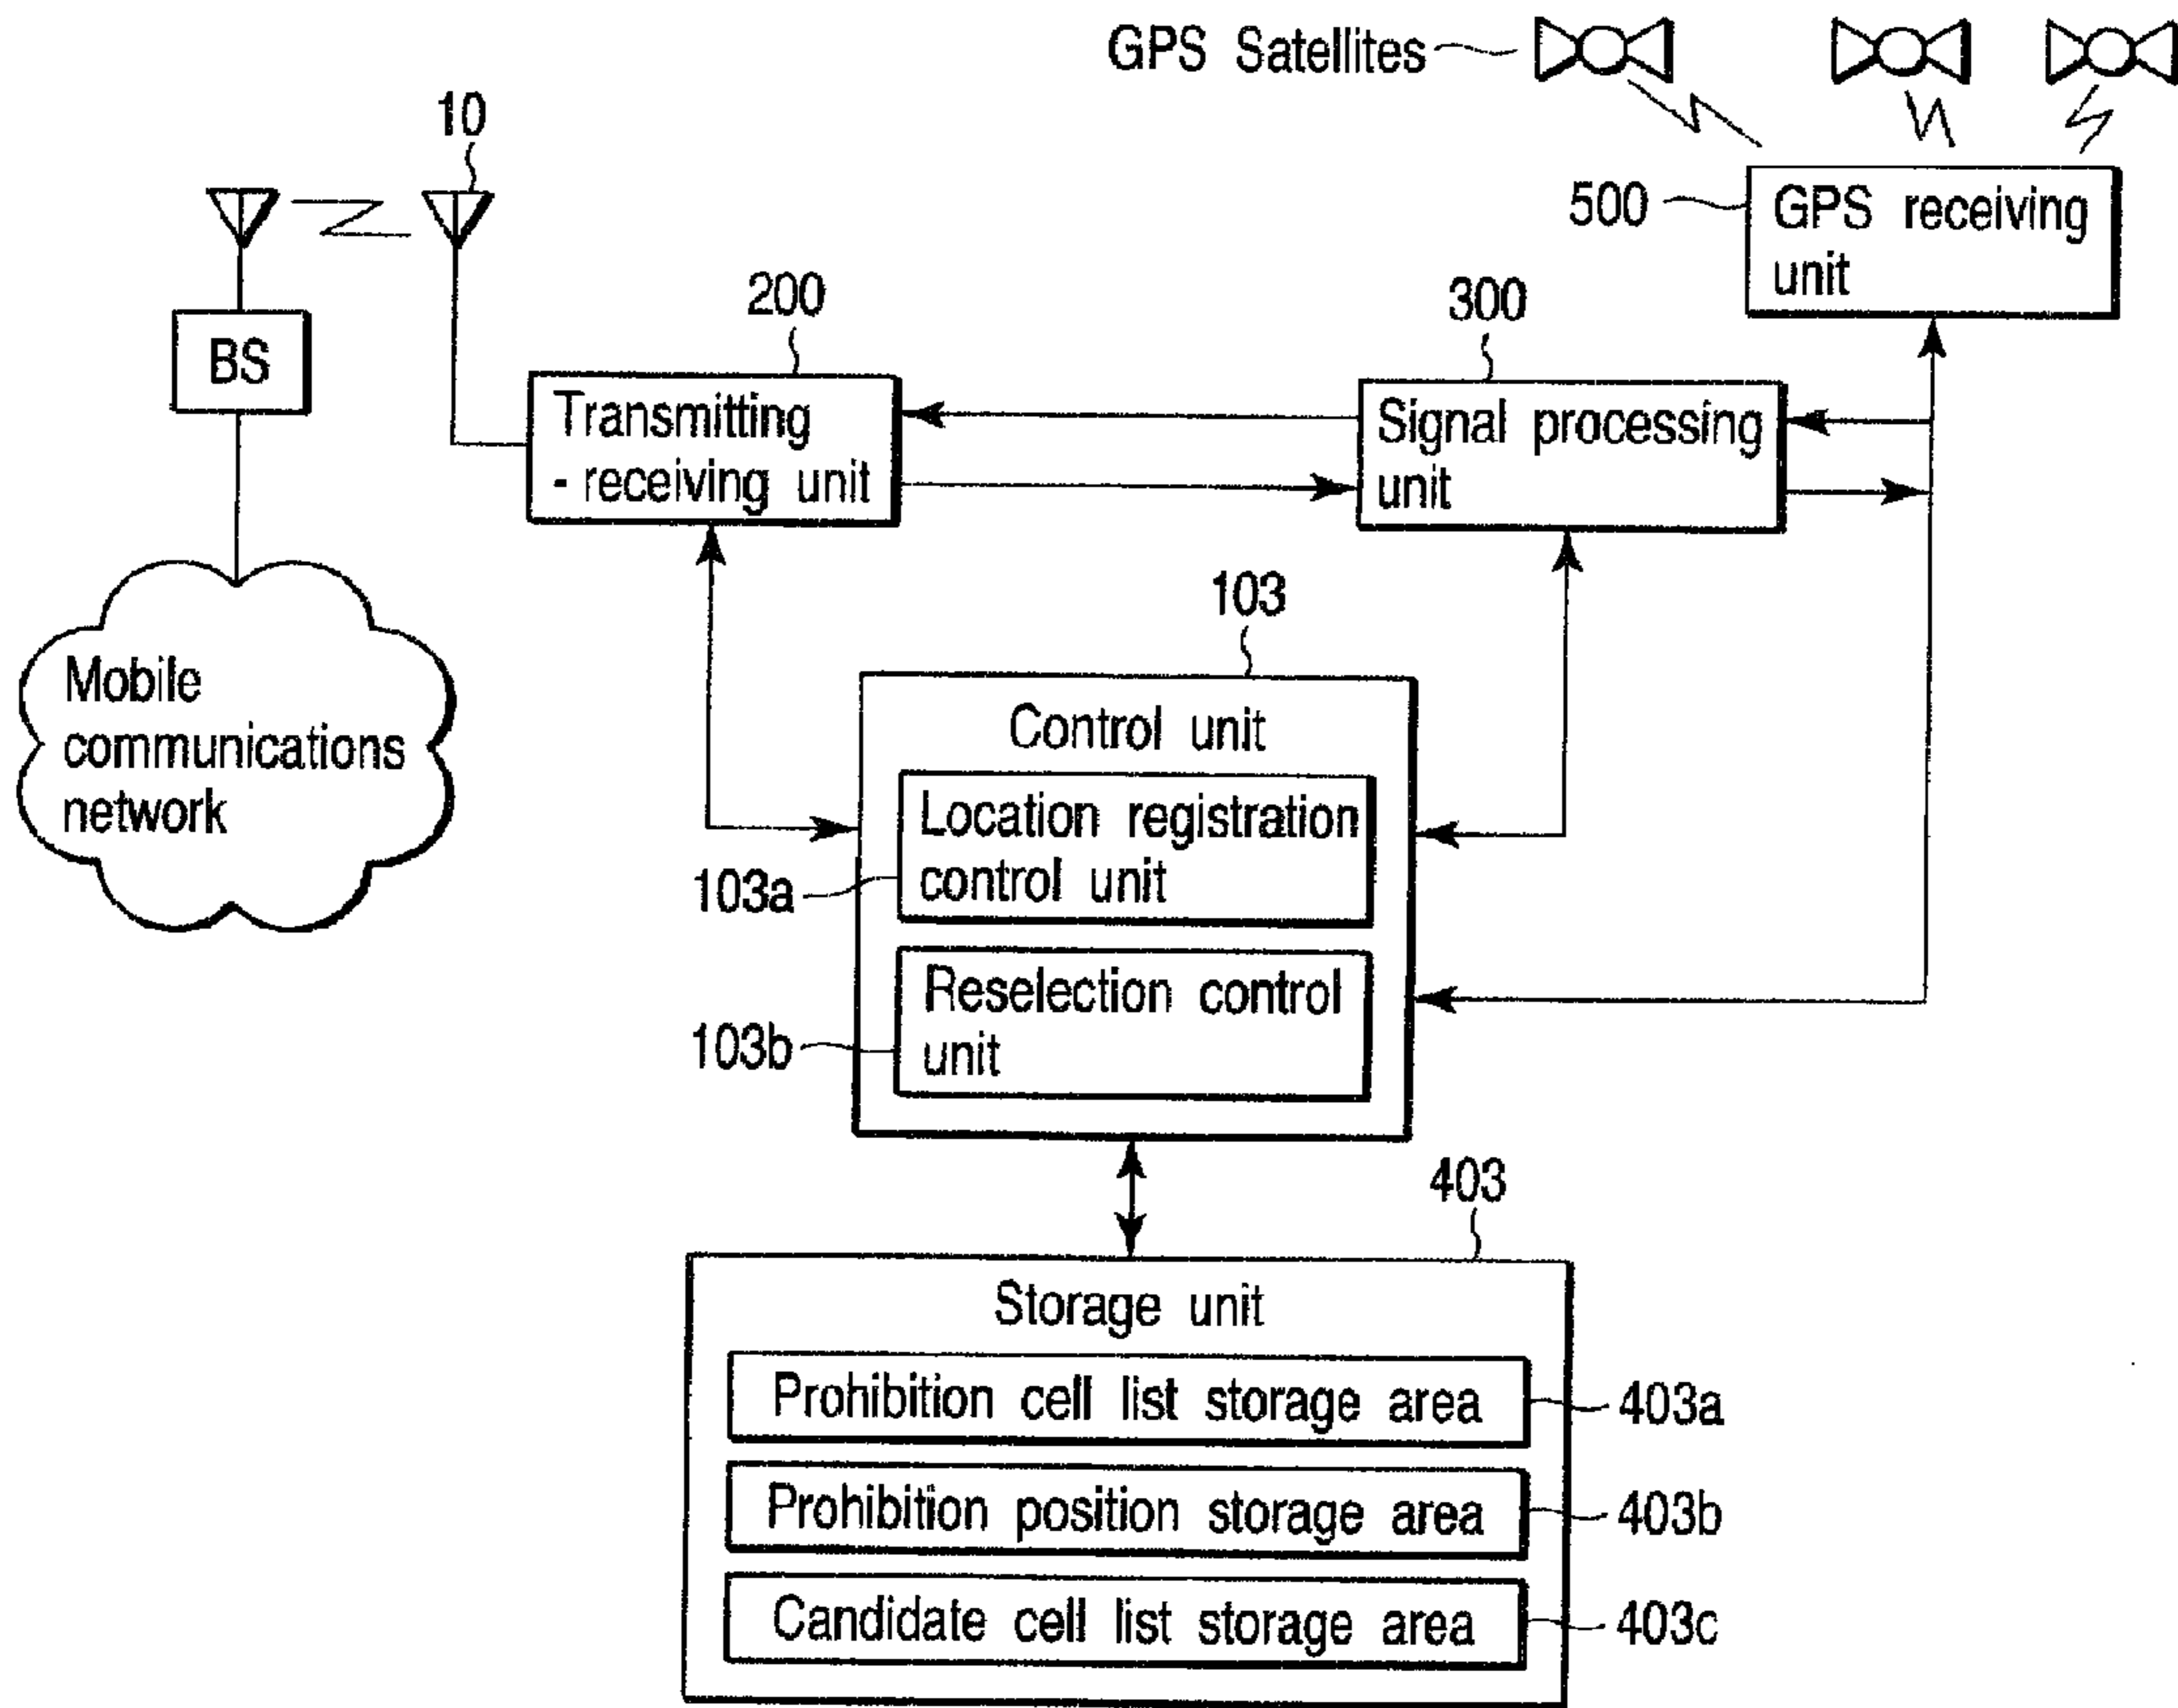 GPS Satellites
10
500
GPS receiving
unit
200
300
BS
Transmitting
- receiving unit
Signal processing
unit
103
Mobile
communications
network
Control unit
Location registration
control unit
103a
Reselection control
unit
103b
403
Storage unit
Prohibition cell list storage area
403a
Prohibition position storage area
403b
Candidate cell list storage area
403c